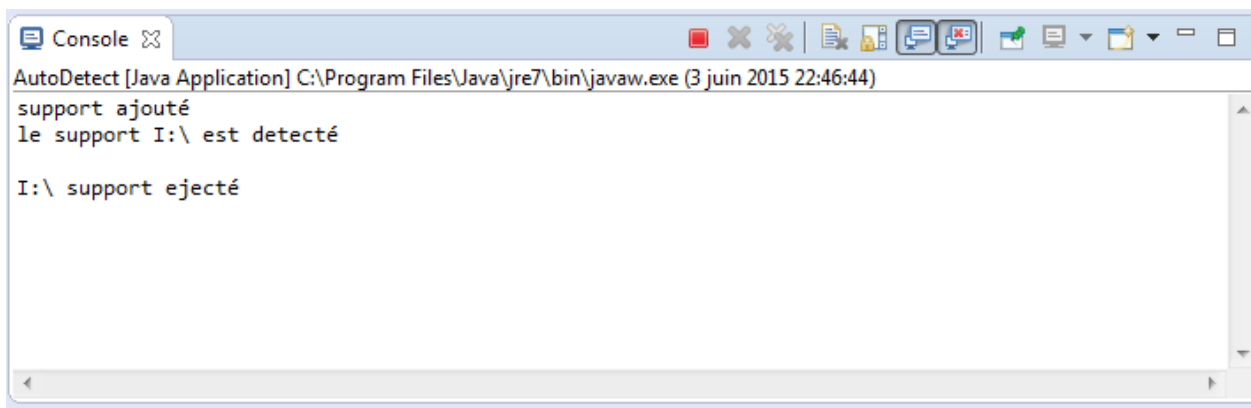 Console
AutoDetect [Java Application] C:\Program Files\Java\jre7\bin\javaw.exe (3 juin 2015 22:46:44)
support ajouté
le support I:\ est detecté
I:\ support ejecté